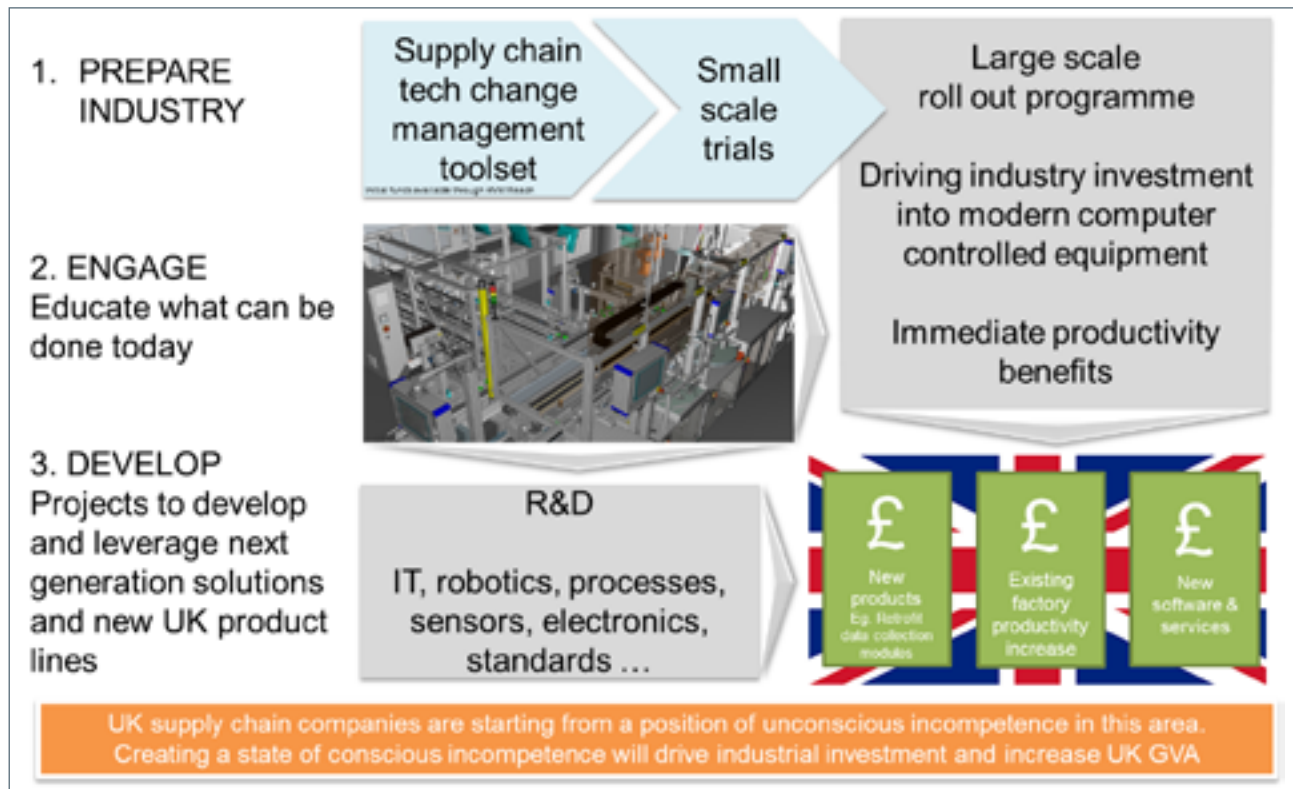 1. PREPARE
INDUSTRY
Supply chain
tech change
management
toolset
Small
scale
trials
Large scale
roll out programme
Driving industry investment
into modern computer
controlled equipment
Immediate productivity
benefits
2. ENGAGE
Educate what can be
done today
3. DEVELOP
Projects to develop
and leverage next
generation solutions
and new UK product
lines
R&D
IT, robotics, processes,
sensors, electronics,
standards ...
£
New
products
Eg. Retrofit
data collection
modules
£
Existing
factory
productivity
increase
£
New
software &
services
UK supply chain companies are starting from a position of unconscious incompetence in this area.
Creating a state of conscious incompetence will drive industrial investment and increase UK GVA